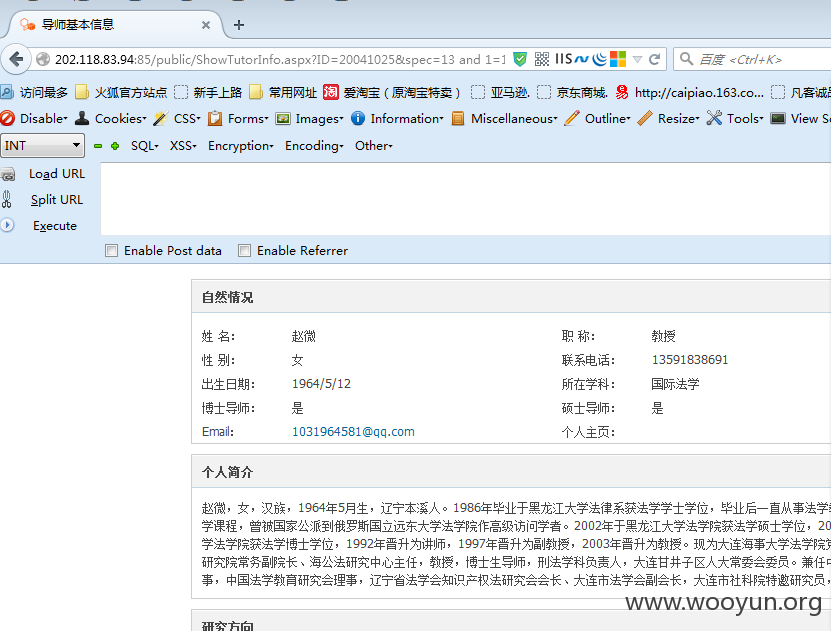 导师基本信息
202.118.83.94:85/public/ShowTutorInfo.aspx?ID=20041025&spec=13 and 1=1
IIS
百度 <Ctrl+K>
访问最多 火狐官方站点 新手上路 常用网址 淘 爱淘宝（原淘宝特卖） 亚马逊. 京东商城. http://caipiao.163.co... 凡客诚品
Disable Cookies CSS Forms Images Information Miscellaneous Outline Resize Tools View So
INT SQL XSS Encryption Encoding Other
Load URL
Split URL
Execute
Enable Post data Enable Referrer
自然情况
姓 名： 赵微 职 称： 教授
性 别： 女 联系电话： 13591838691
出生日期： 1964/5/12 所在学科： 国际法学
博士导师： 是 硕士导师： 是
Email: 1031964581@qq.com 个人主页：
个人简介
赵微，女，汉族，1964年5月生，辽宁本溪人。1986年毕业于黑龙江大学法律系获法学学士学位，毕业后一直从事法学
学课程，曾被国家公派到俄罗斯国立远东大学法学院作高级访问学者。2002年于黑龙江大学法学院获法学硕士学位，20
学法学院获法学博士学位，1992年晋升为讲师，1997年晋升为副教授，2003年晋升为教授。现为大连海事大学法学院
研究院常务副院长、海公法研究中心主任，教授，博士生导师，刑法学科负责人，大连甘井子区人大常委会委员。兼任中
事，中国法学教育研究会理事，辽宁省法学会知识产权法研究会会长、大连市法学会副会长，大连市社科院特邀研究员，
www.wooyun.org
研究方向